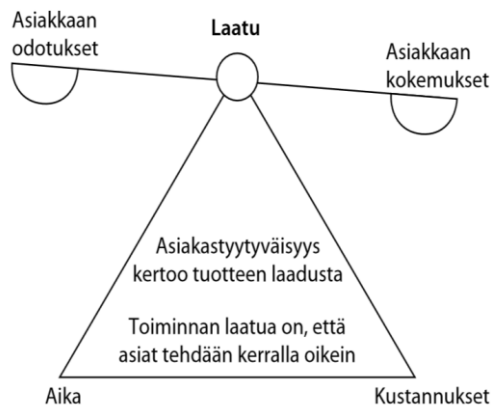 Asiakkaan
odotukset
Laatu
Asiakkaan
kokemukset
Asiakastyytyväisyys
kertoo tuotteen laadusta
Toiminnan laatua on, että
asiat tehdään kerralla oikein
Aika
Kustannukset